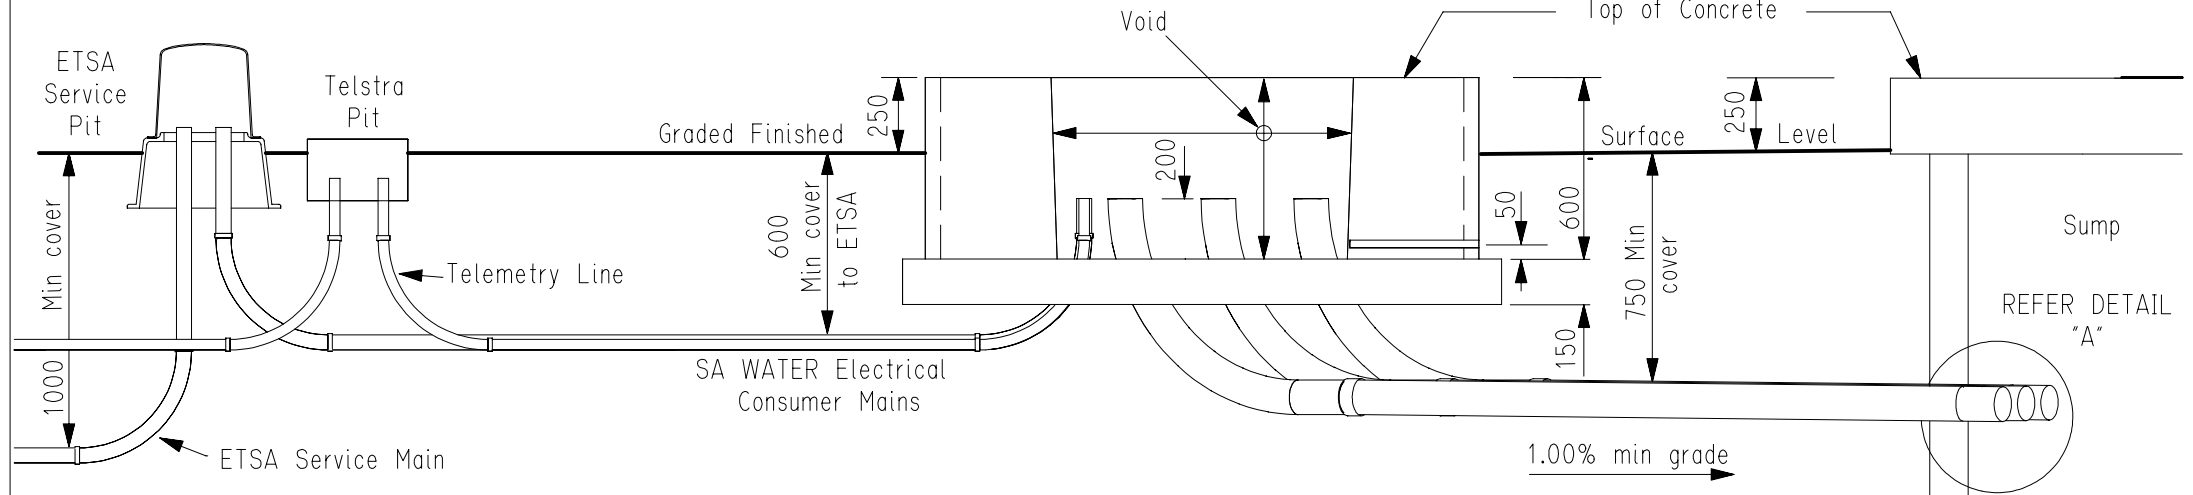 Top of Concrete
Void
ETSA
Service
Pit
Telstra
Pit
Graded Finished
250
200
Surface
250
Level
Min cover
1000
600
Min cover
to ETSA
50
600
150
750 Min
cover
Sump
Telemetry Line
REFER DETAIL
"A"
SA WATER Electrical
Consumer Mains
ETSA Service Main
1.00% min grade